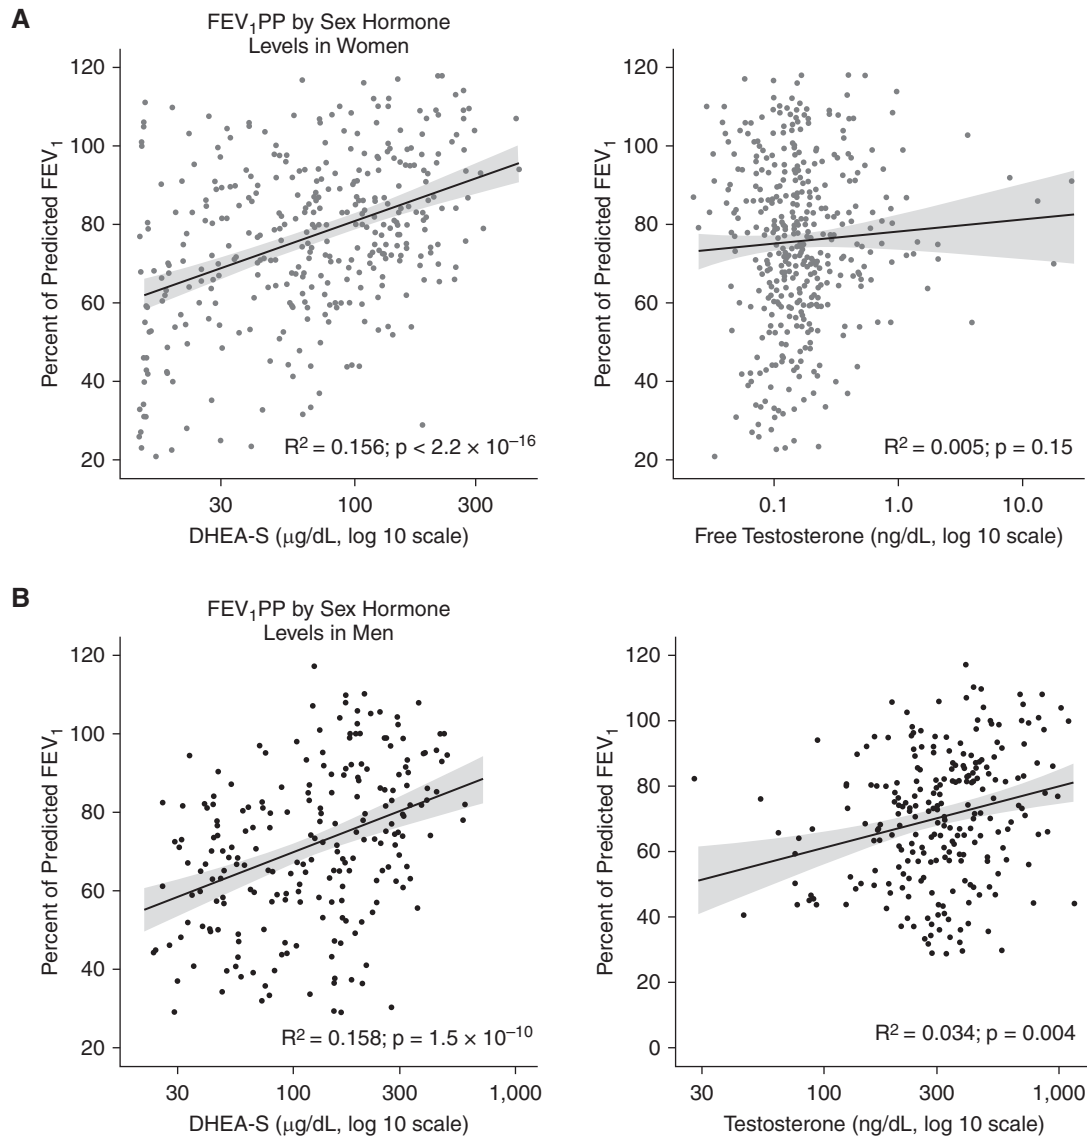 A
FEV₁PP by Sex Hormone
Levels in Women
Percent of Predicted FEV₁
120
100
80
60
40
20
R² = 0.156; p < 2.2 × 10⁻¹⁶
30 100 300
DHEA-S (μg/dL, log 10 scale)
Percent of Predicted FEV₁
120
100
80
60
40
20
R² = 0.005; p = 0.15
0.1 1.0 10.0
Free Testosterone (ng/dL, log 10 scale)
B
FEV₁PP by Sex Hormone
Levels in Men
Percent of Predicted FEV₁
120
100
80
60
40
20
R² = 0.158; p = 1.5 × 10⁻¹⁰
30 100 300 1,000
DHEA-S (μg/dL, log 10 scale)
Percent of Predicted FEV₁
120
100
80
60
40
20
0
R² = 0.034; p = 0.004
30 100 300 1,000
Testosterone (ng/dL, log 10 scale)